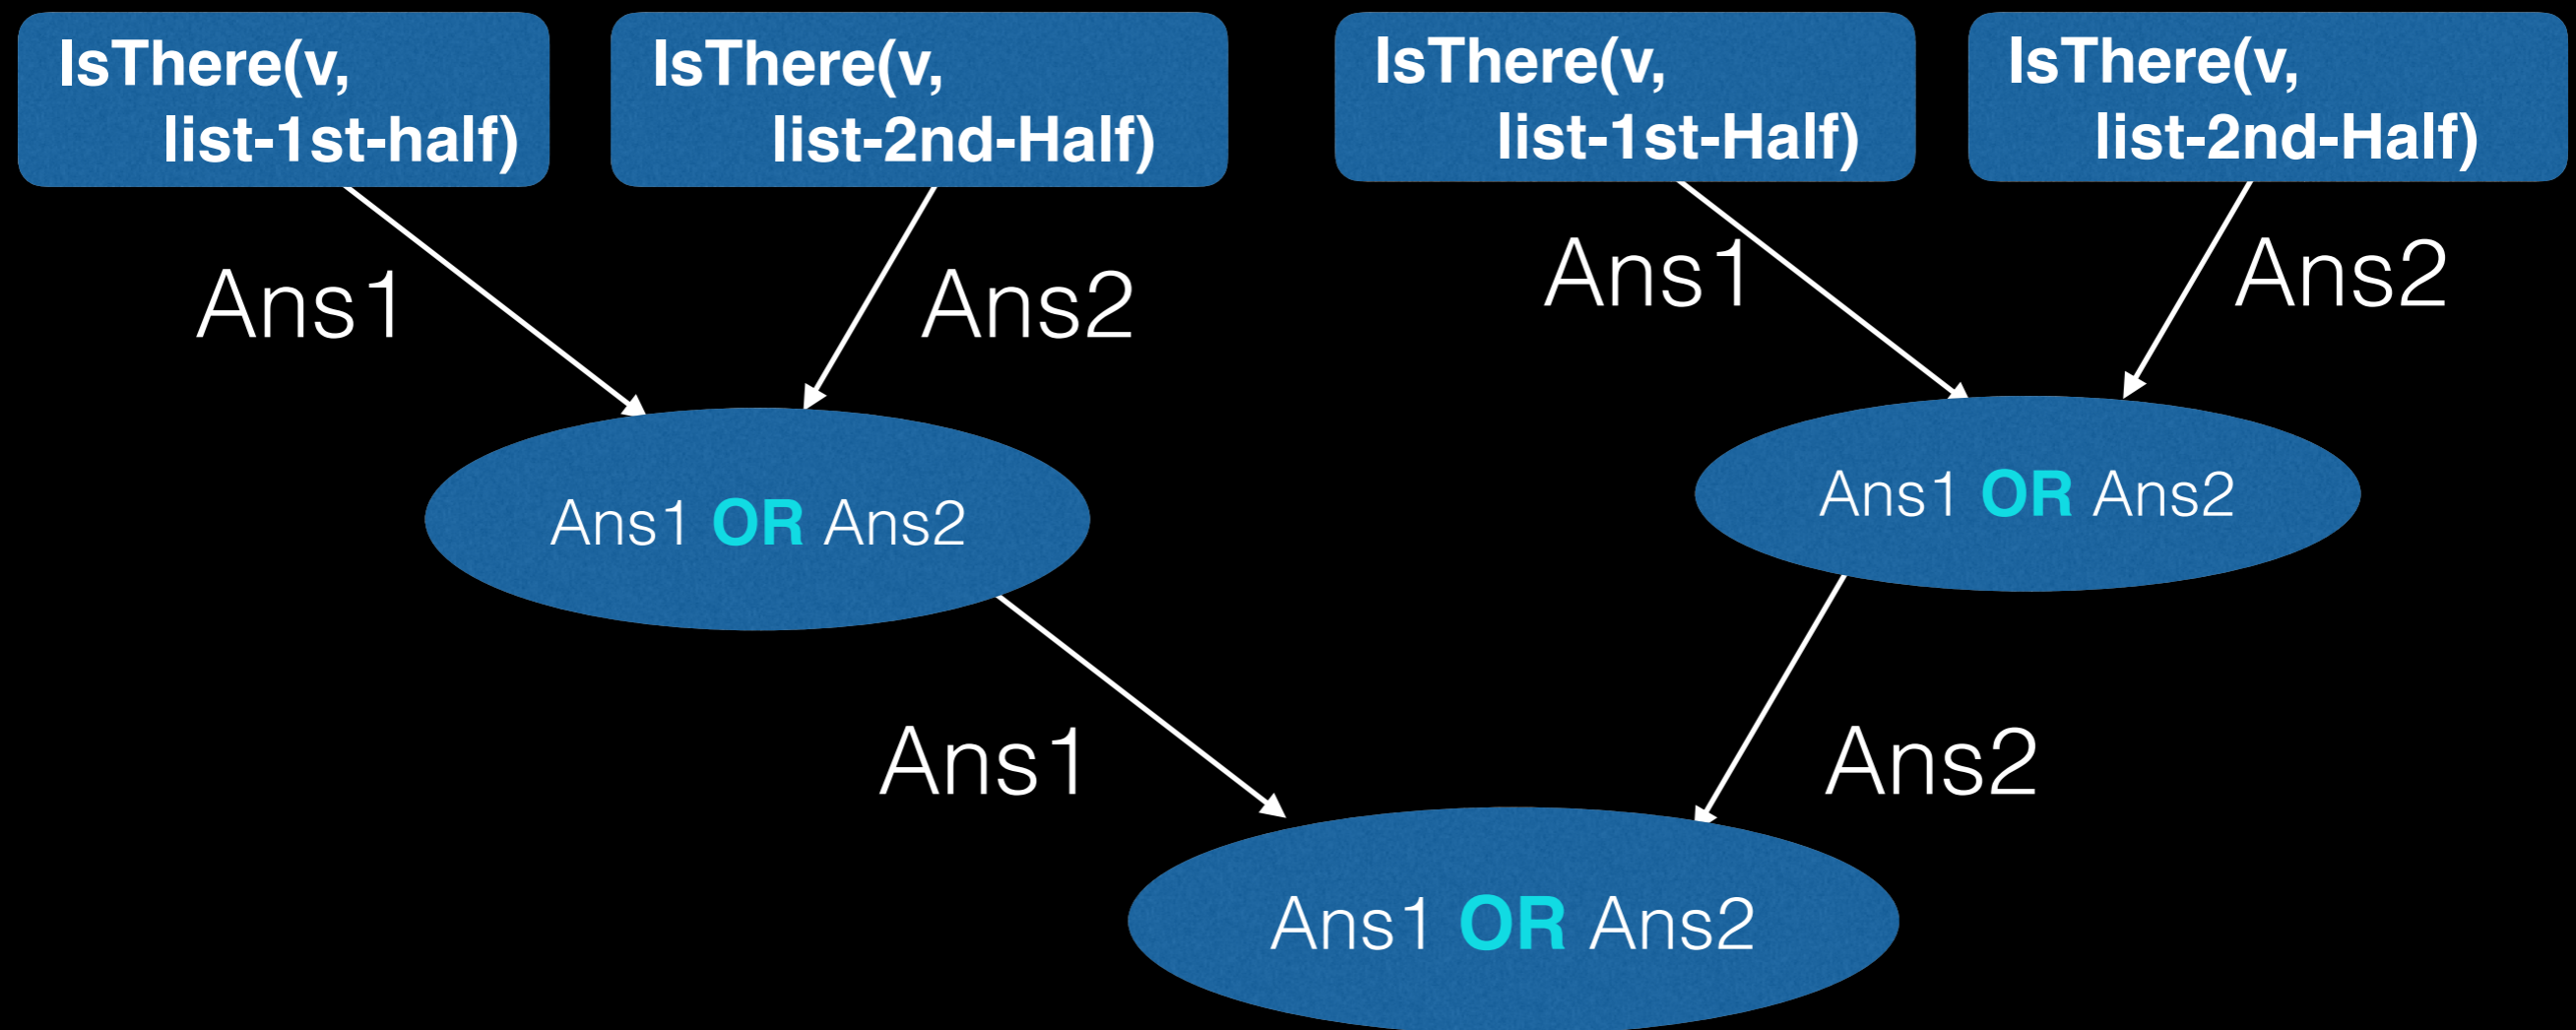 IsThere(v,
list-1st-half)
IsThere(v,
list-2nd-Half)
IsThere(v,
list-1st-Half)
IsThere(v,
list-2nd-Half)
Ans1
Ans2
Ans1
Ans2
Ans1 OR Ans2
Ans1 OR Ans2
Ans1
Ans2
Ans1 OR Ans2